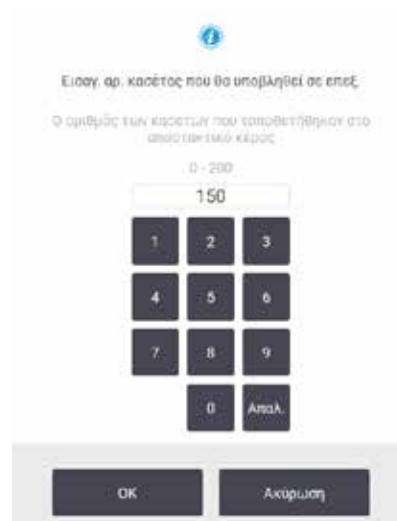 Εισαγ. αρ. κασέτας που θα υποβληθεί σε επεξ.
Ο αριθμός των κασετών που τοποθετήθηκαν στο
αποστακτικό κερός
0 - 200
150
1 2 3
4 5 6
7 8 9
0 Απαλ.
OK Ακύρωση